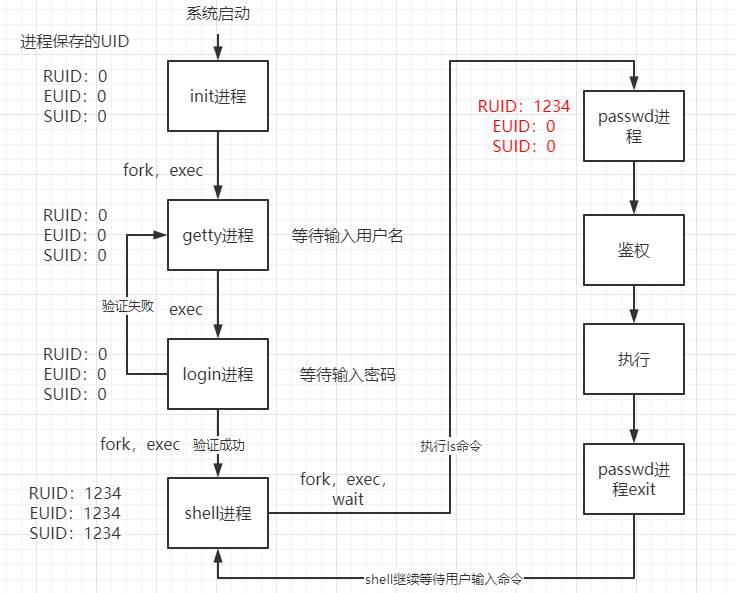 系统启动
进程保存的UID
RUID：0
EUID：0
SUID：0
init进程
fork，exec
RUID：0
EUID：0
SUID：0
getty进程
等待输入用户名
验证失败
exec
RUID：0
EUID：0
SUID：0
login进程
等待输入密码
fork，exec
验证成功
RUID：1234
EUID：1234
SUID：1234
shell进程
fork，exec，
wait
执行ls命令
RUID：1234
EUID：0
SUID：0
passwd进
程
鉴权
执行
passwd进
程exit
shell继续等待用户输入命令